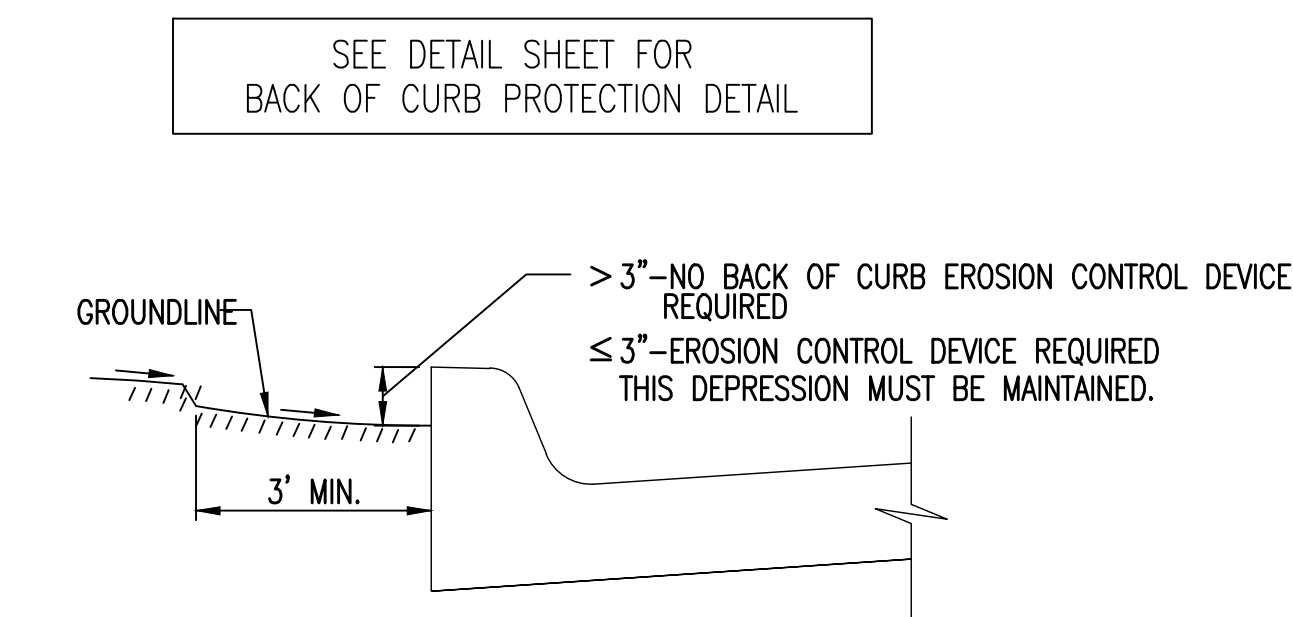 SEE DETAIL SHEET FOR
BACK OF CURB PROTECTION DETAIL
>3"-NO BACK OF CURB EROSION CONTROL DEVICE
REQUIRED
GROUNDLINE
≤3"-EROSION CONTROL DEVICE REQUIRED
THIS DEPRESSION MUST BE MAINTAINED.
3' MIN.